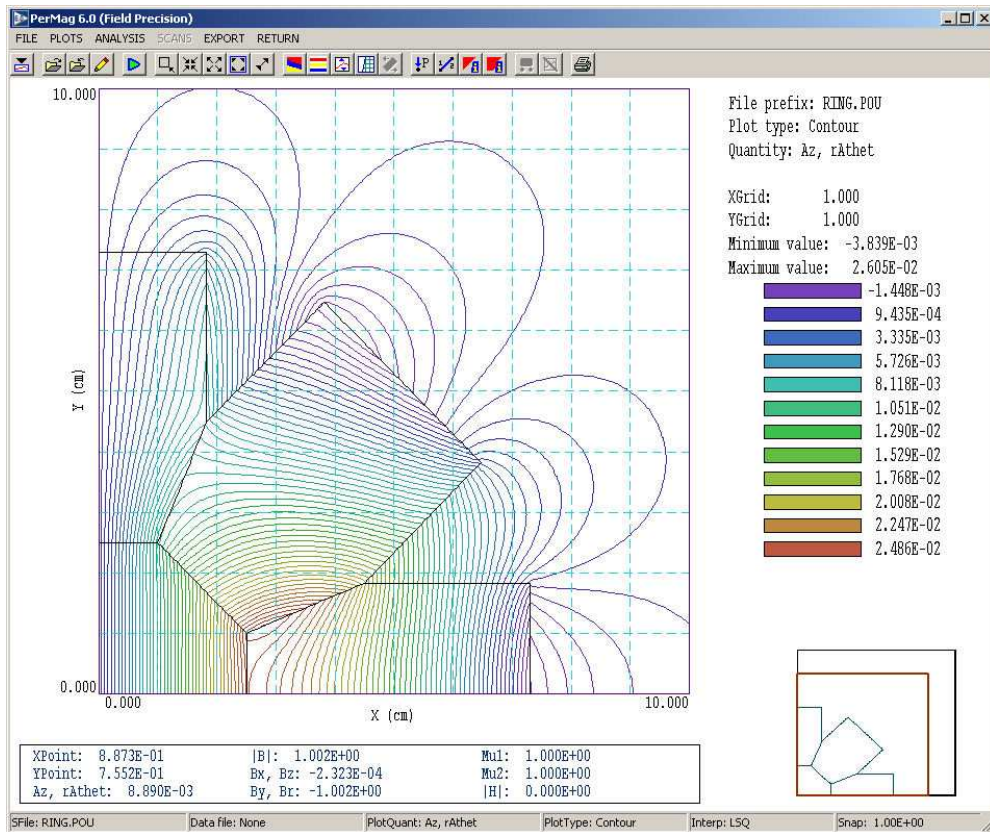 PerMag 6.0 (Field Precision)
FILE PLOTS ANALYSIS SCANS EXPORT RETURN
10.000
Y (cm)
0.000
0.000
10.000
X (cm)
File prefix: RING.POU
Plot type: Contour
Quantity: Az, rAthet
XGrid: 1.000
YGrid: 1.000
Minimum value: -3.839E-03
Maximum value: 2.605E-02
-1.448E-03
9.435E-04
3.335E-03
5.726E-03
8.118E-03
1.051E-02
1.290E-02
1.529E-02
1.768E-02
2.008E-02
2.247E-02
2.486E-02
XPoint: 8.873E-01 |B|: 1.002E+00 Mu1: 1.000E+00
YPoint: 7.552E-01 Bx, Bz: -2.323E-04 Mu2: 1.000E+00
Az, rAthet: 8.890E-03 By, Br: -1.002E+00 |H|: 0.000E+00
SFile: RING.POU Data file: None PlotQuant: Az, rAthet PlotType: Contour Interp: LSQ Snap: 1.00E+00